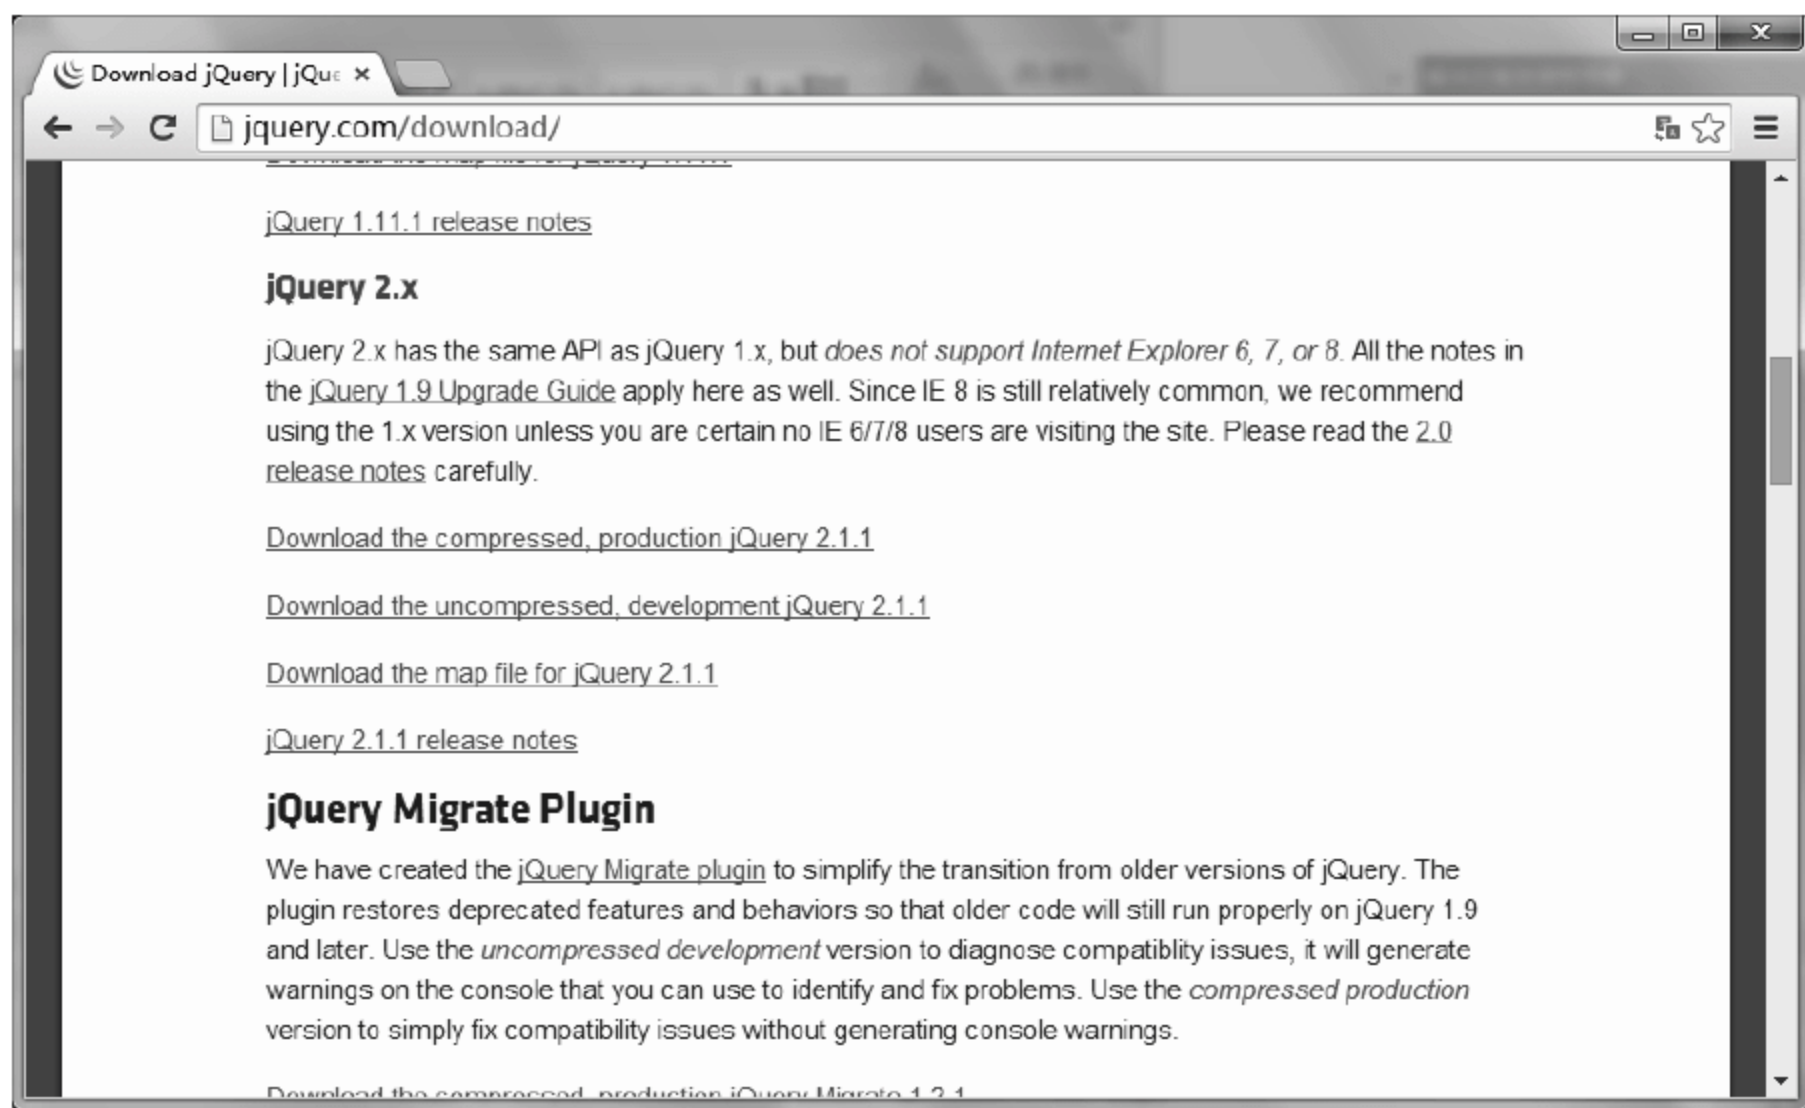 Download jQuery | jQue
jquery.com/download/
jQuery 1.11.1 release notes
jQuery 2.x
jQuery 2.x has the same API as jQuery 1.x, but does not support Internet Explorer 6, 7, or 8. All the notes in
the jQuery 1.9 Upgrade Guide apply here as well. Since IE 8 is still relatively common, we recommend
using the 1.x version unless you are certain no IE 6/7/8 users are visiting the site. Please read the 2.0
release notes carefully.
Download the compressed, production jQuery 2.1.1
Download the uncompressed, development jQuery 2.1.1
Download the map file for jQuery 2.1.1
jQuery 2.1.1 release notes
jQuery Migrate Plugin
We have created the jQuery Migrate plugin to simplify the transition from older versions of jQuery. The
plugin restores deprecated features and behaviors so that older code will still run properly on jQuery 1.9
and later. Use the uncompressed development version to diagnose compatiblity issues, it will generate
warnings on the console that you can use to identify and fix problems. Use the compressed production
version to simply fix compatibility issues without generating console warnings.
Download the compressed, production jQuery Migrate 1.2.1